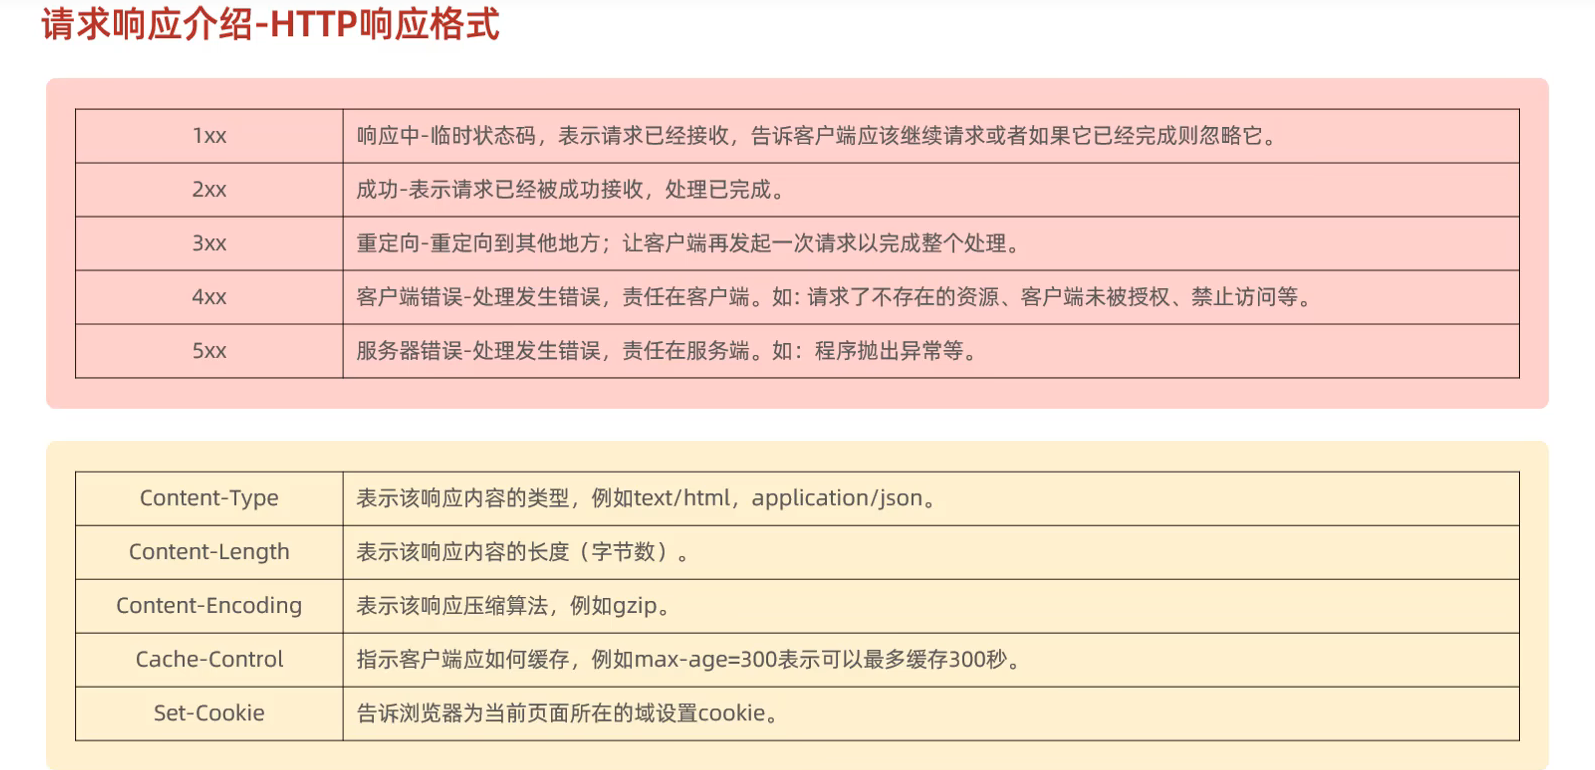 请求响应介绍-HTTP响应格式
1xx 响应中-临时状态码，表示请求已经接收，告诉客户端应该继续请求或者如果它已经完成则忽略它。
2xx 成功-表示请求已经被成功接收，处理已完成。
3xx 重定向-重定向到其他地方；让客户端再发起一次请求以完成整个处理。
4xx 客户端错误-处理发生错误，责任在客户端。如: 请求了不存在的资源、客户端未被授权、禁止访问等。
5xx 服务器错误-处理发生错误，责任在服务端。如：程序抛出异常等。
Content-Type 表示该响应内容的类型，例如text/html，application/json。
Content-Length 表示该响应内容的长度（字节数）。
Content-Encoding 表示该响应压缩算法，例如gzip。
Cache-Control 指示客户端应如何缓存，例如max-age=300表示可以最多缓存300秒。
Set-Cookie 告诉浏览器为当前页面所在的域设置cookie。